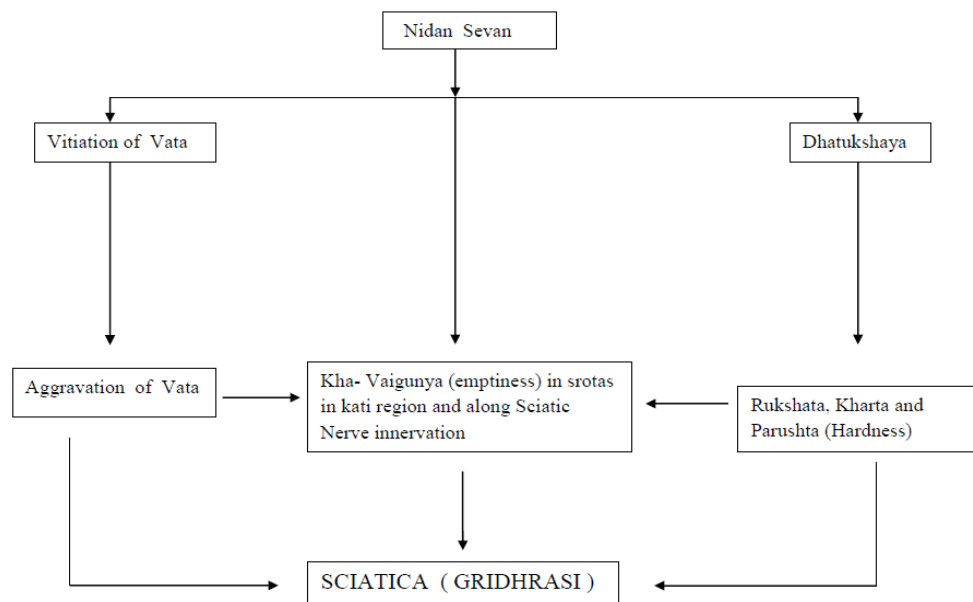 Nidan Sevan
Vitiation of Vata
Dhatukshaya
Aggravation of Vata
Kha- Vaigunya (emptiness) in srotas
in kati region and along Sciatic
Nerve innervation
Rukshata, Kharta and
Parushta (Hardness)
SCIATICA ( GRIDHRASI )